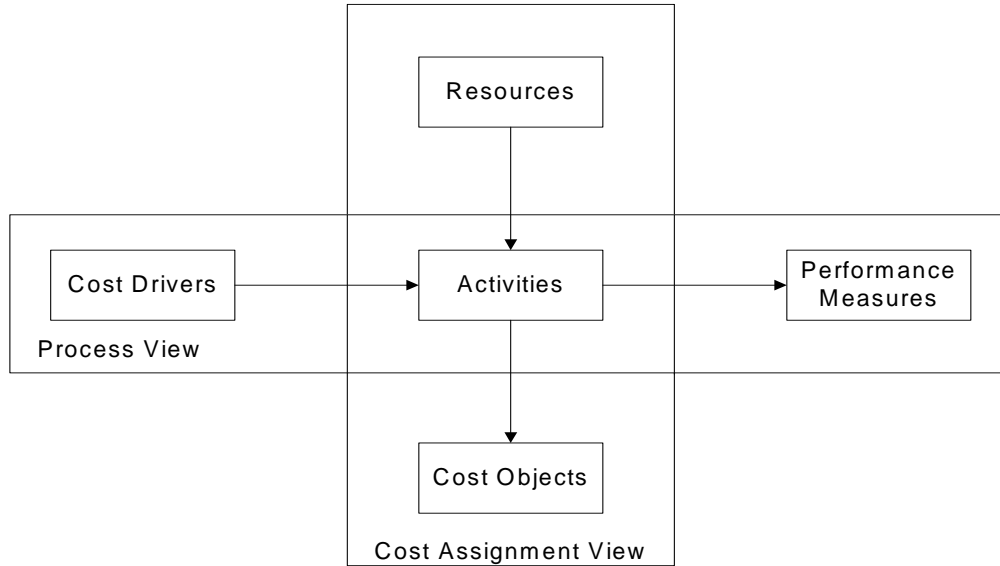 Resources
Cost Drivers
Activities
Performance
Measures
Process View
Cost Objects
Cost Assignment View